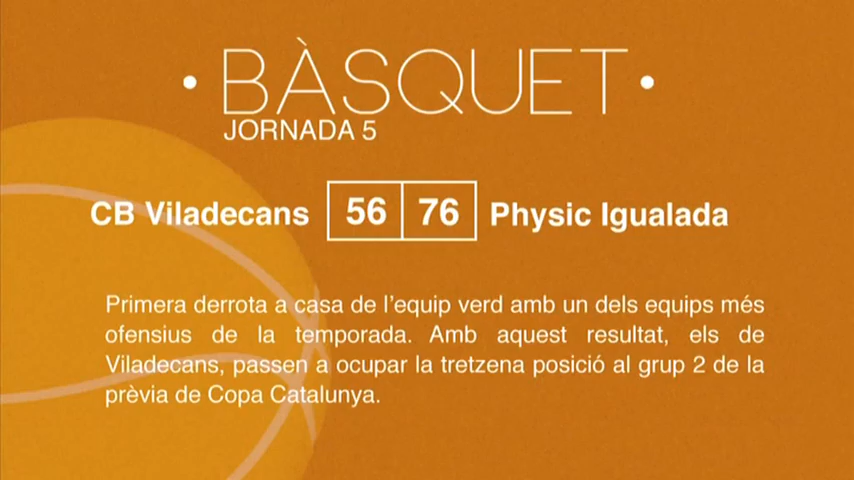 • BÀSQUET •
JORNADA 5
CB Viladecans 56 76 Physic Igualada
Primera derrota a casa de l'equip verd amb un dels equips més
ofensius de la temporada. Amb aquest resultat, els de
Viladecans, passen a ocupar la tretzena posició al grup 2 de la
prèvia de Copa Catalunya.